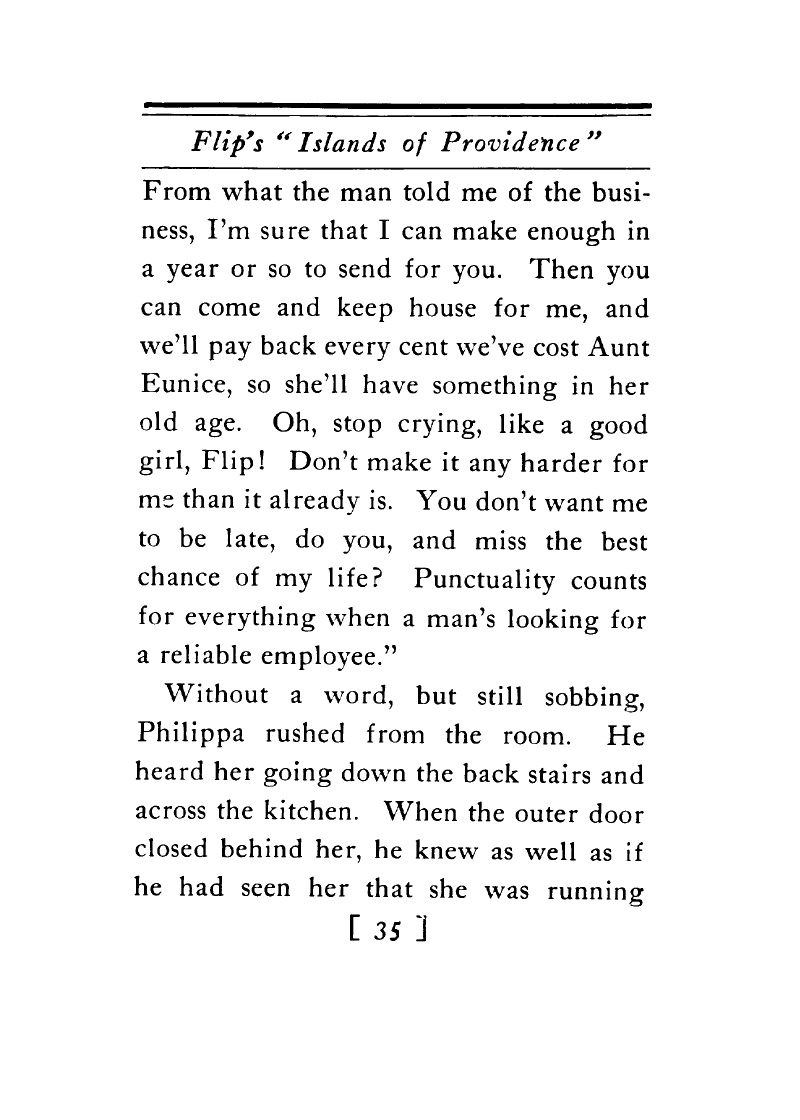 Flip's “Islands of Providence”
From what the man told me of the busi-
ness, I'm sure that I can make enough in
a year or so to send for you. Then you
can come and keep house for me, and
we'll pay back every cent we've cost Aunt
Eunice, so she'll have something in her
old age. Oh, stop crying, like a good
girl, Flip! Don't make it any harder for
me than it already is. You don't want me
to be late, do you, and miss the best
chance of my life? Punctuality counts
for everything when a man's looking for
a reliable employee.”
Without a word, but still sobbing,
Philippa rushed from the room. He
heard her going down the back stairs and
across the kitchen. When the outer door
closed behind her, he knew as well as if
he had seen her that she was running
[ 35 ]